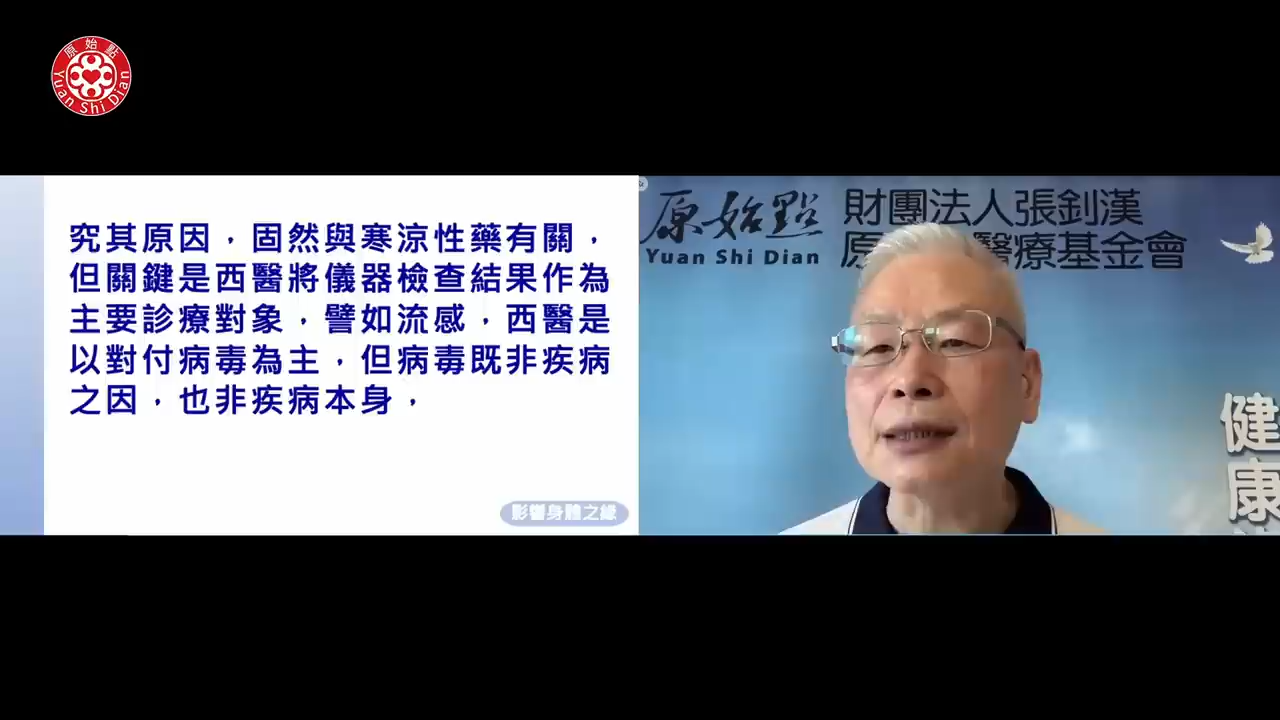 原始點
Yuan Shi Dian
究其原因，固然與寒涼性藥有關，
但關鍵是西醫將儀器檢查結果作為
主要診療對象，譬如流感，西醫是
以對付病毒為主，但病毒既非疾病
之因，也非疾病本身，
影響身體之緣
原始點
Yuan Shi Dian
財團法人張釗漢
原 醫療基金會
健
康